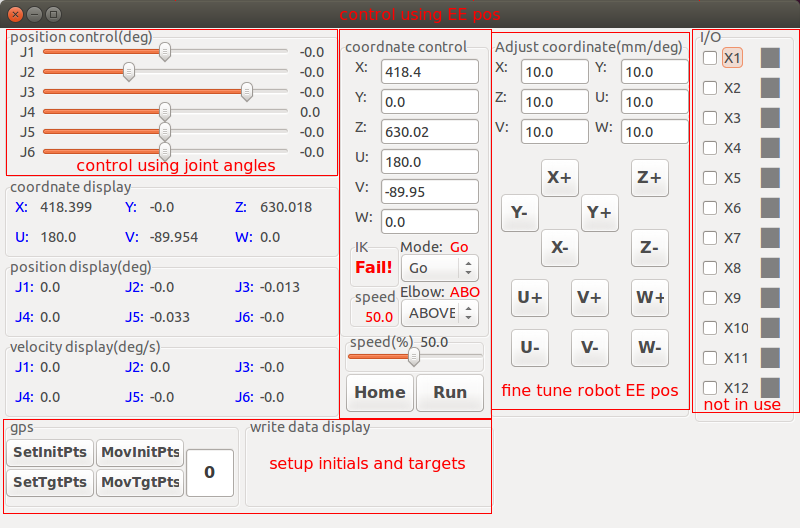 control using EE pos
position control(deg)
J1 -0.0
J2 -0.0
J3 -0.0
J4 0.0
J5 -0.0
J6 -0.0
control using joint angles
coordnate display
X: 418.399 Y: -0.0 Z: 630.018
U: 180.0 V: -89.954 W: 0.0
position display(deg)
J1: 0.0 J2: -0.0 J3: -0.013
J4: 0.0 J5: -0.033 J6: -0.0
velocity display(deg/s)
J1: 0.0 J2: 0.0 J3: -0.0
J4: 0.0 J5: -0.0 J6: -0.0
coordnate control
X: 418.4
Y: 0.0
Z: 630.02
U: 180.0
V: -89.95
W: 0.0
IK Mode: Go
Fail! Go
speed Elbow: ABO
50.0 ABOVE
speed(%) 50.0
Home Run
Adjust coordinate(mm/deg)
X: 10.0 Y: 10.0
Z: 10.0 U: 10.0
V: 10.0 W: 10.0
X+ Z+
Y- Y+
X- Z-
U+ V+ W+
U- V- W-
fine tune robot EE pos
I/O
X1
X2
X3
X4
X5
X6
X7
X8
X9
X10
X11
X12
not in use
gps
SetInitPts MovInitPts
SetTgtPts MovTgtPts
0
write data display
setup initials and targets